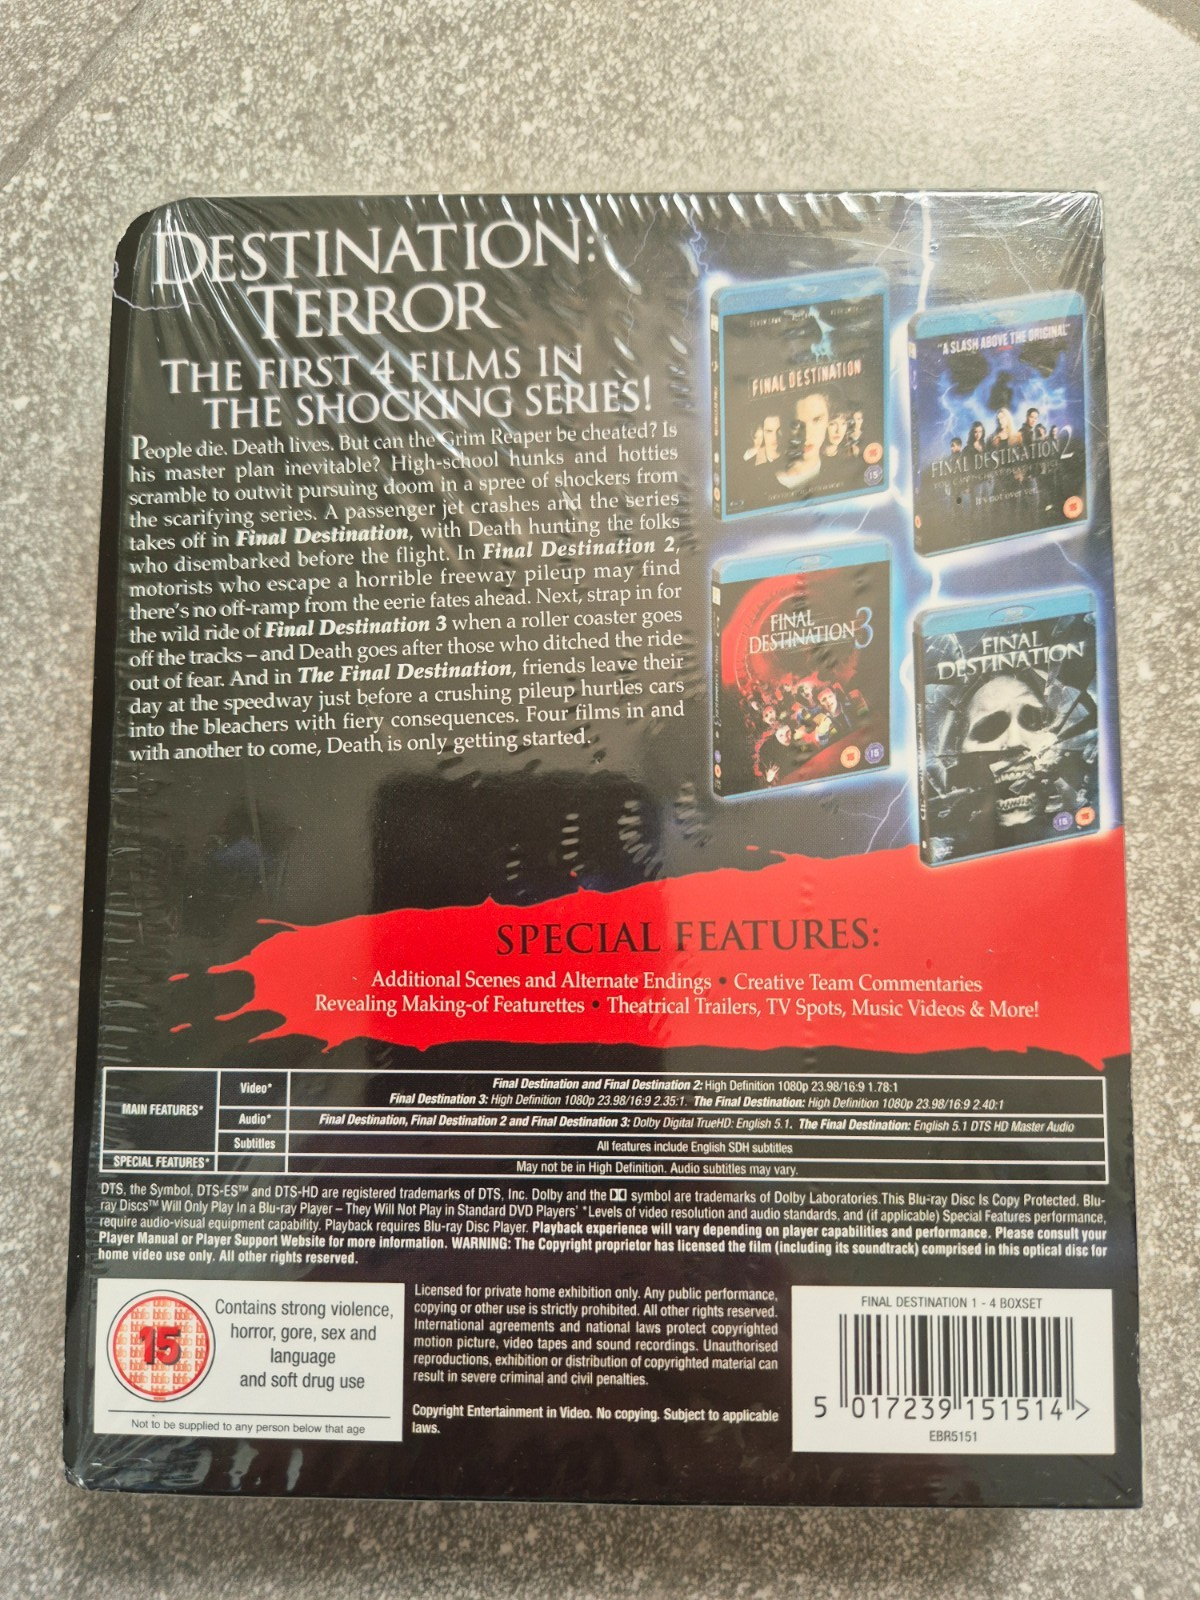 DESTINATION:
TERROR
THE FIRST 4 FILMS IN
THE SHOCKING SERIES!
People die. Death lives. But can the Grim Reaper be cheated? Is
his master plan inevitable? High-school hunks and hotties
scramble to outwit pursuing doom in a spree of shockers from
the scarifying series. A passenger jet crashes and the series
takes off in Final Destination, with Death hunting the folks
who disembarked before the flight. In Final Destination 2,
motorists who escape a horrible freeway pileup may find
there's no off-ramp from the eerie fates ahead. Next, strap in for
the wild ride of Final Destination 3 when a roller coaster goes
off the tracks – and Death goes after those who ditched the ride
out of fear. And in The Final Destination, friends leave their
day at the speedway just before a crushing pileup hurtles cars
into the bleachers with fiery consequences. Four films in and
with another to come, Death is only getting started.
FINAL DESTINATION
15
"A SLASH ABOVE THE ORIGINAL"
FINAL DESTINATION 2
It's not over yet...
15
FINAL
DESTINATION 3
15
15
FINAL
DESTINATION
15
15
SPECIAL FEATURES:
Additional Scenes and Alternate Endings • Creative Team Commentaries
Revealing Making-of Featurettes • Theatrical Trailers, TV Spots, Music Videos & More!
MAIN FEATURES*
Video*
Final Destination and Final Destination 2: High Definition 1080p 23.98/16:9 1.78:1
Final Destination 3: High Definition 1080p 23.98/16:9 2.35:1. The Final Destination: High Definition 1080p 23.98/16:9 2.40:1
Audio*
Final Destination, Final Destination 2 and Final Destination 3: Dolby Digital TrueHD: English 5.1. The Final Destination: English 5.1 DTS HD Master Audio
Subtitles
All features include English SDH subtitles
SPECIAL FEATURES*
May not be in High Definition. Audio subtitles may vary.
DTS, the Symbol, DTS-ES™ and DTS-HD are registered trademarks of DTS, Inc. Dolby and the symbol are trademarks of Dolby Laboratories.This Blu-ray Disc Is Copy Protected. Blu-
ray Discs™ Will Only Play in a Blu-ray Player – They Will Not Play in Standard DVD Players' *Levels of video resolution and audio standards, and (if applicable) Special Features performance,
require audio-visual equipment capability. Playback requires Blu-ray Disc Player. Playback experience will vary depending on player capabilities and performance. Please consult your
Player Manual or Player Support Website for more information. WARNING: The Copyright proprietor has licensed the film (including its soundtrack) comprised in this optical disc for
home video use only. All other rights reserved.
15
Contains strong violence,
horror, gore, sex and
language
and soft drug use
Not to be supplied to any person below that age
Licensed for private home exhibition only. Any public performance,
copying or other use is strictly prohibited. All other rights reserved.
International agreements and national laws protect copyrighted
motion picture, video tapes and sound recordings. Unauthorised
reproductions, exhibition or distribution of copyrighted material can
result in severe criminal and civil penalties.
Copyright Entertainment in Video. No copying. Subject to applicable
laws.
FINAL DESTINATION 1 - 4 BOXSET
5 017239 151514 >
EBR5151